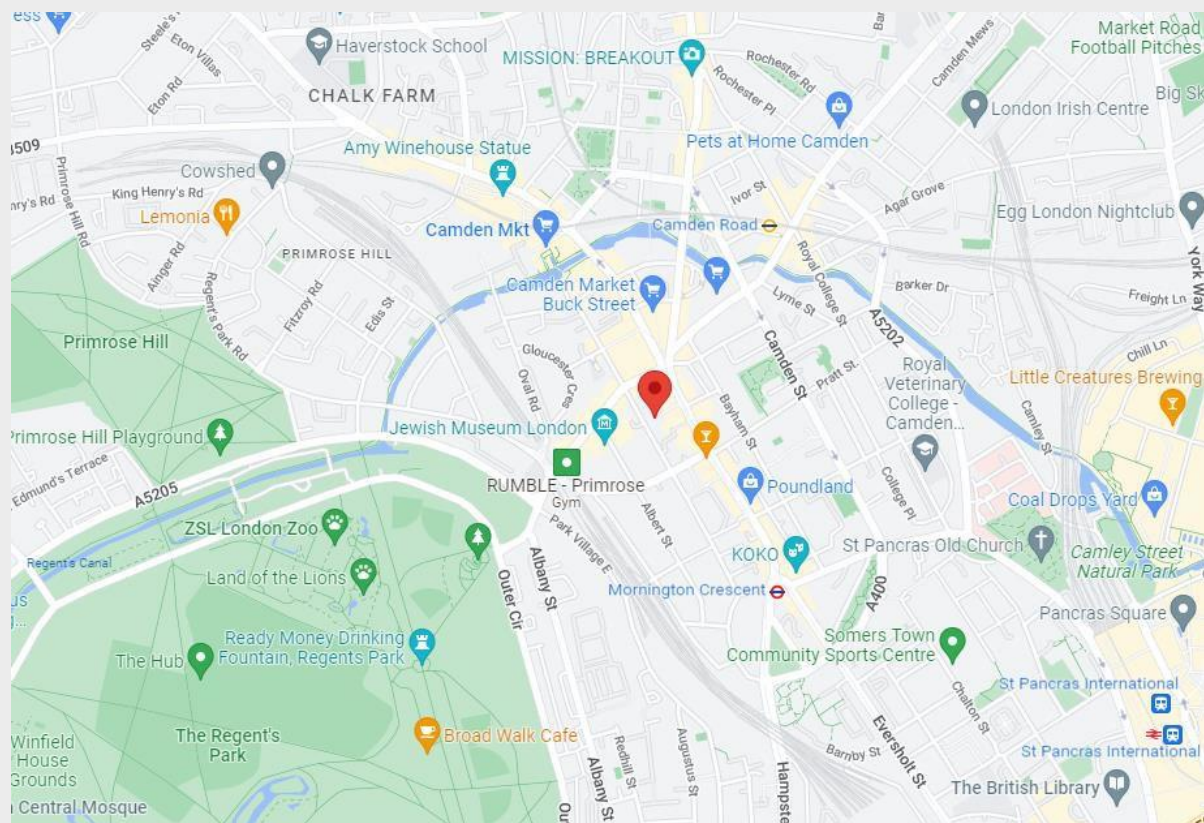 ess
Steele's
Eton Villas
Haverstock School
MISSION: BREAKOUT
Rochester Rd
Rochester Pl
Camden Mews
Market Road
Football Pitches
CHALK FARM
Eton Rd
London Irish Centre
Big Sk
Pets at Home Camden
Amy Winehouse Statue
Cowshed
King Henry's Rd
nry's Rd
Primrose Hill Rd
Lemonia
Ivor St
Agar Grove
Camden Mkt
Camden Road
Egg London Nightclub
PRIMROSE HILL
Ainger Rd
Regent's Park Rd
Fitzroy Rd
Edis St
Royal College St
York Way
Camden Market
Buck Street
Lyme St
Barker Dr
Freight Ln
A5202
Primrose Hill
Gloucester Cres
Oval Rd
Camden St
Pratt St.
Royal
Veterinary
College -
Camden...
Chill Ln
Little Creatures Brewing
Bayham St
Camley St
Jewish Museum London
Primrose Hill Playground
Edmund's Terrace
A5205
RUMBLE - Primrose
Gym
Poundland
College Pl
Coal Drops Yard
ZSL London Zoo
Albert St
Park Village E
KOKO
St Pancras Old Church
Camley Street
Natural Park
Regent's Canal
Land of the Lions
Outer Cir
Albany St
Mornington Crescent
A400
Pancras Square
Ready Money Drinking
Fountain, Regents Park
The Hub
Somers Town
Community Sports Centre
St Pancras International
Chalton St
The Regent's
Park
Broad Walk Cafe
Winfield
House
Grounds
Redhill St
Augustus St
Albany St
Barnby St
Eversholt St
St Pancras International
Hampste
The British Library
Central Mosque
Ou